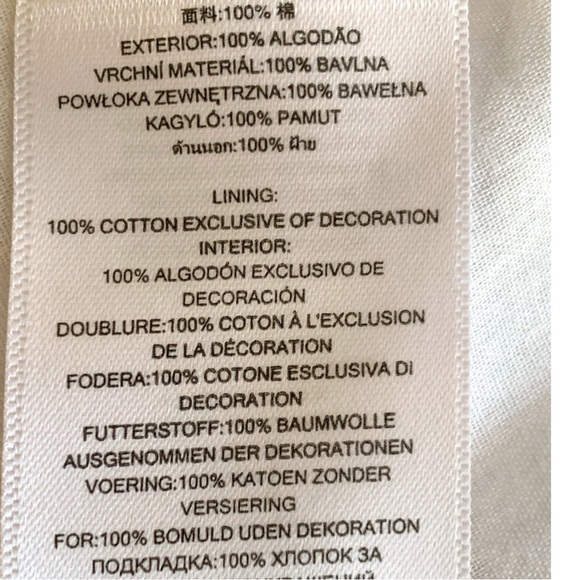 面料:100% 棉
EXTERIOR:100% ALGODÃO
VRCHNÍ MATERIÁL:100% BAVLNA
POWŁOKA ZEWNĘTRZNA:100% BAWEŁNA
KAGYLÓ:100% PAMUT
ด้านนอก:100% ฝ้าย
LINING:
100% COTTON EXCLUSIVE OF DECORATION
INTERIOR:
100% ALGODÓN EXCLUSIVO DE
DECORACIÓN
DOUBLURE:100% COTON À L'EXCLUSION
DE LA DÉCORATION
FODERA:100% COTONE ESCLUSIVA Di
DECORATION
FUTTERSTOFF:100% BAUMWOLLE
AUSGENOMMEN DER DEKORATIONEN
VOERING:100% KATOEN ZONDER
VERSIERING
FOR:100% BOMULD UDEN DEKORATION
ПОДКЛАДКА:100% ХЛОПОК ЗА